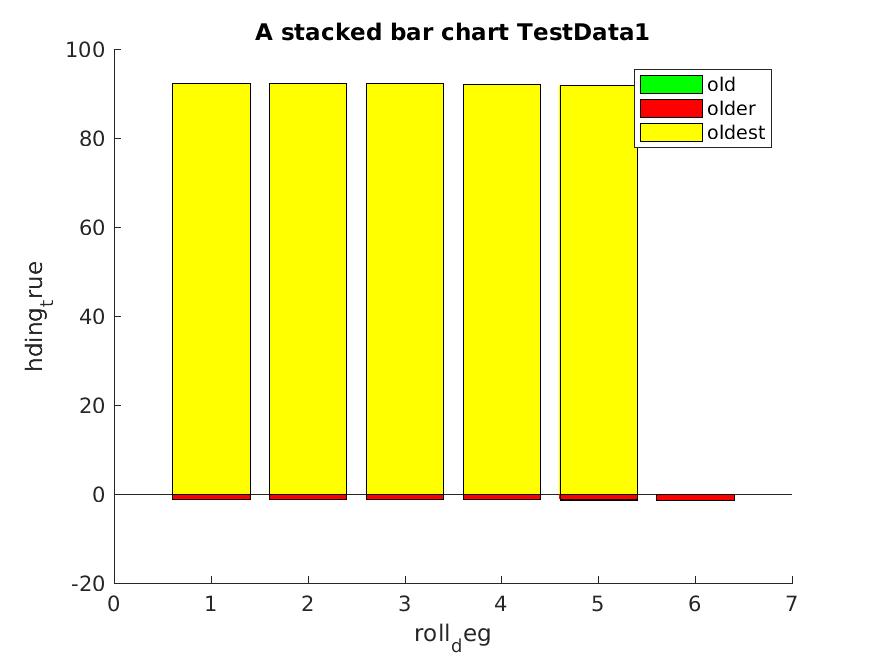 A stacked bar chart TestData1
100
80
60
40
20
0
-20
hding_true
old
older
oldest
0 1 2 3 4 5 6 7
roll_deg